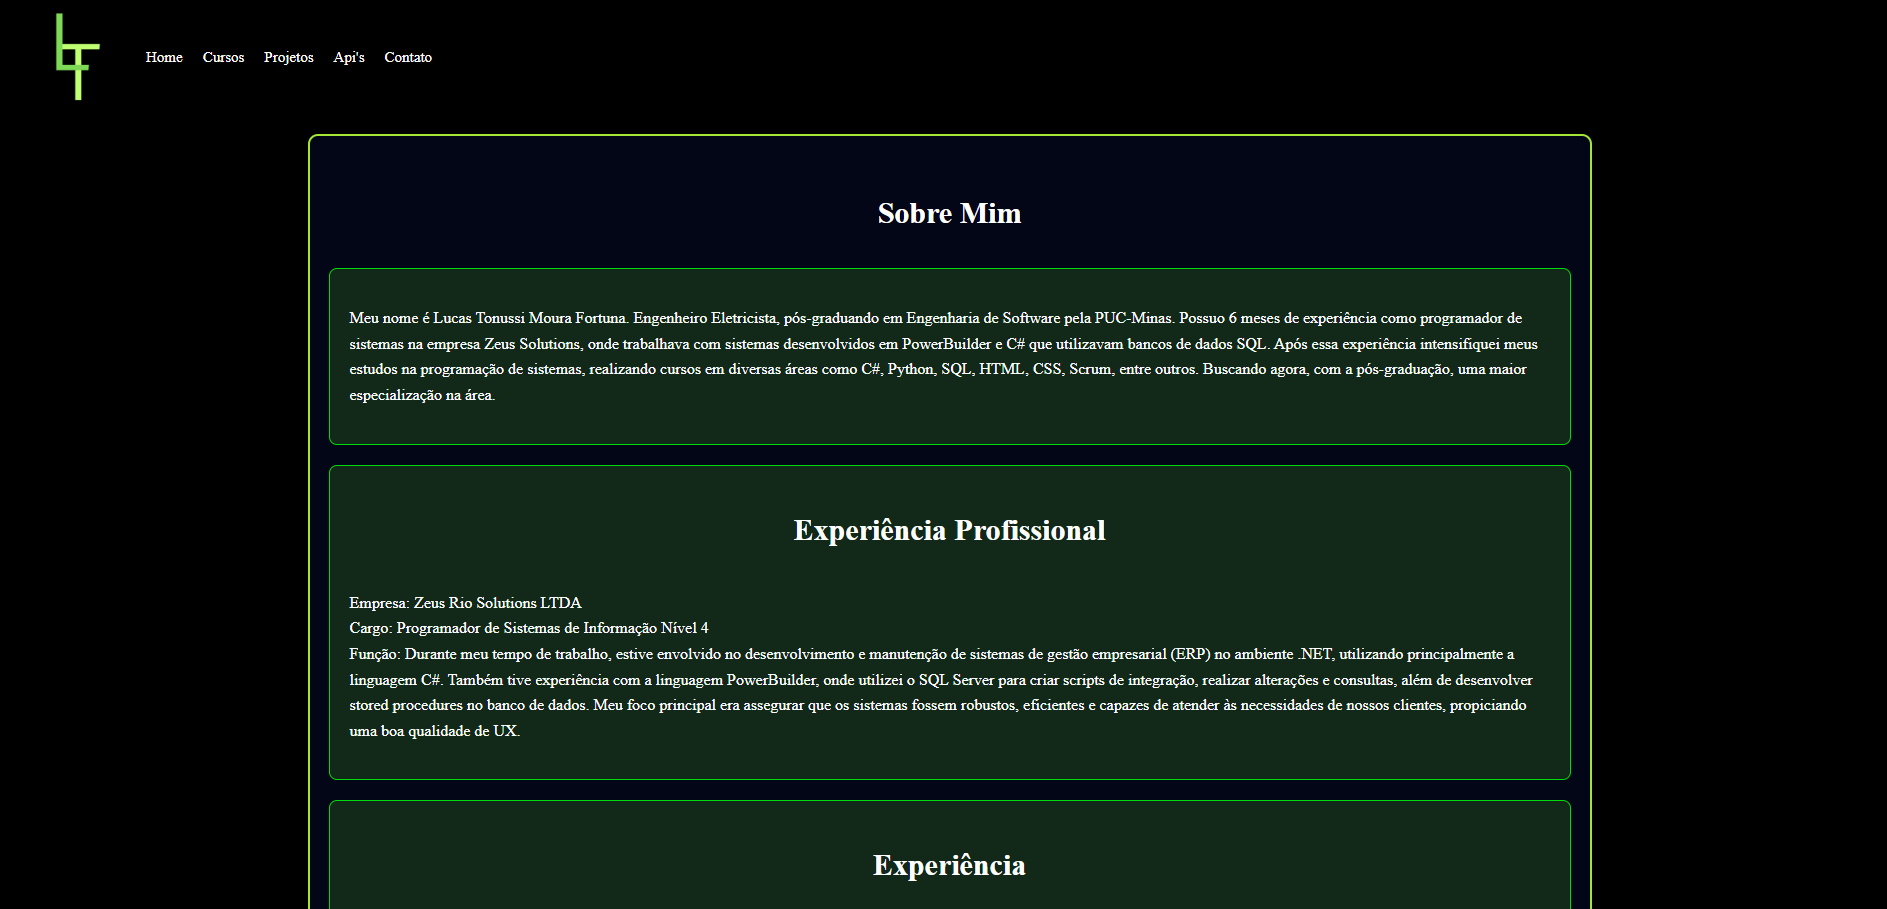 LT
Home Cursos Projetos Api's Contato
Sobre Mim
Meu nome é Lucas Tonussi Moura Fortuna. Engenheiro Eletricista, pós-graduando em Engenharia de Software pela PUC-Minas. Possuo 6 meses de experiência como programador de
sistemas na empresa Zeus Solutions, onde trabalhava com sistemas desenvolvidos em PowerBuilder e C# que utilizavam bancos de dados SQL. Após essa experiência intensifiquei meus
estudos na programação de sistemas, realizando cursos em diversas áreas como C#, Python, SQL, HTML, CSS, Scrum, entre outros. Buscando agora, com a pós-graduação, uma maior
especialização na área.
Experiência Profissional
Empresa: Zeus Rio Solutions LTDA
Cargo: Programador de Sistemas de Informação Nível 4
Função: Durante meu tempo de trabalho, estive envolvido no desenvolvimento e manutenção de sistemas de gestão empresarial (ERP) no ambiente .NET, utilizando principalmente a
linguagem C#. Também tive experiência com a linguagem PowerBuilder, onde utilizei o SQL Server para criar scripts de integração, realizar alterações e consultas, além de desenvolver
stored procedures no banco de dados. Meu foco principal era assegurar que os sistemas fossem robustos, eficientes e capazes de atender às necessidades de nossos clientes, propiciando
uma boa qualidade de UX.
Experiência